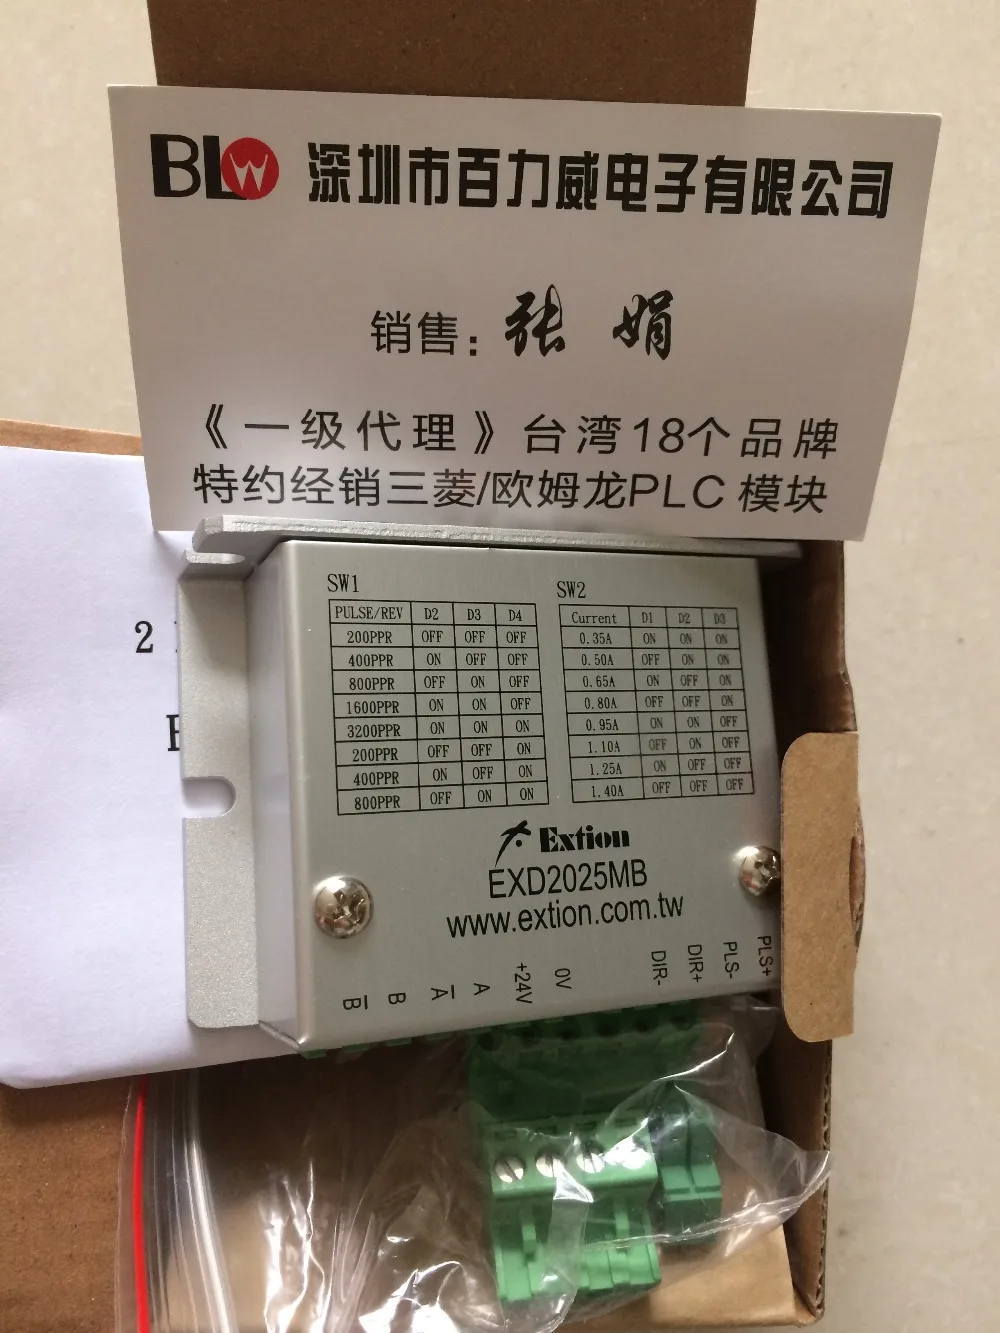 BLW 深圳市百力威电子有限公司
销售：张 娟
《一级代理》台湾18个品牌
特约经销三菱/欧姆龙PLC 模块
2
SW1
PULSE/REV D2 D3 D4
200PPR OFF OFF OFF
400PPR ON OFF OFF
800PPR OFF ON OFF
1600PPR ON ON OFF
3200PPR ON ON ON
200PPR OFF OFF ON
400PPR ON OFF ON
800PPR OFF ON ON
SW2
Current D1 D2 D3
0.35A ON ON ON
0.50A OFF ON ON
0.65A ON ON ON
0.80A OFF OFF ON
0.95A ON ON OFF
1.10A OFF ON OFF
1.25A ON OFF OFF
1.40A OFF OFF OFF
Extion
EXD2025MB
www.extion.com.tw
B̅ B A̅ A +24V 0V DIR- DIR+ PLS- PLS+